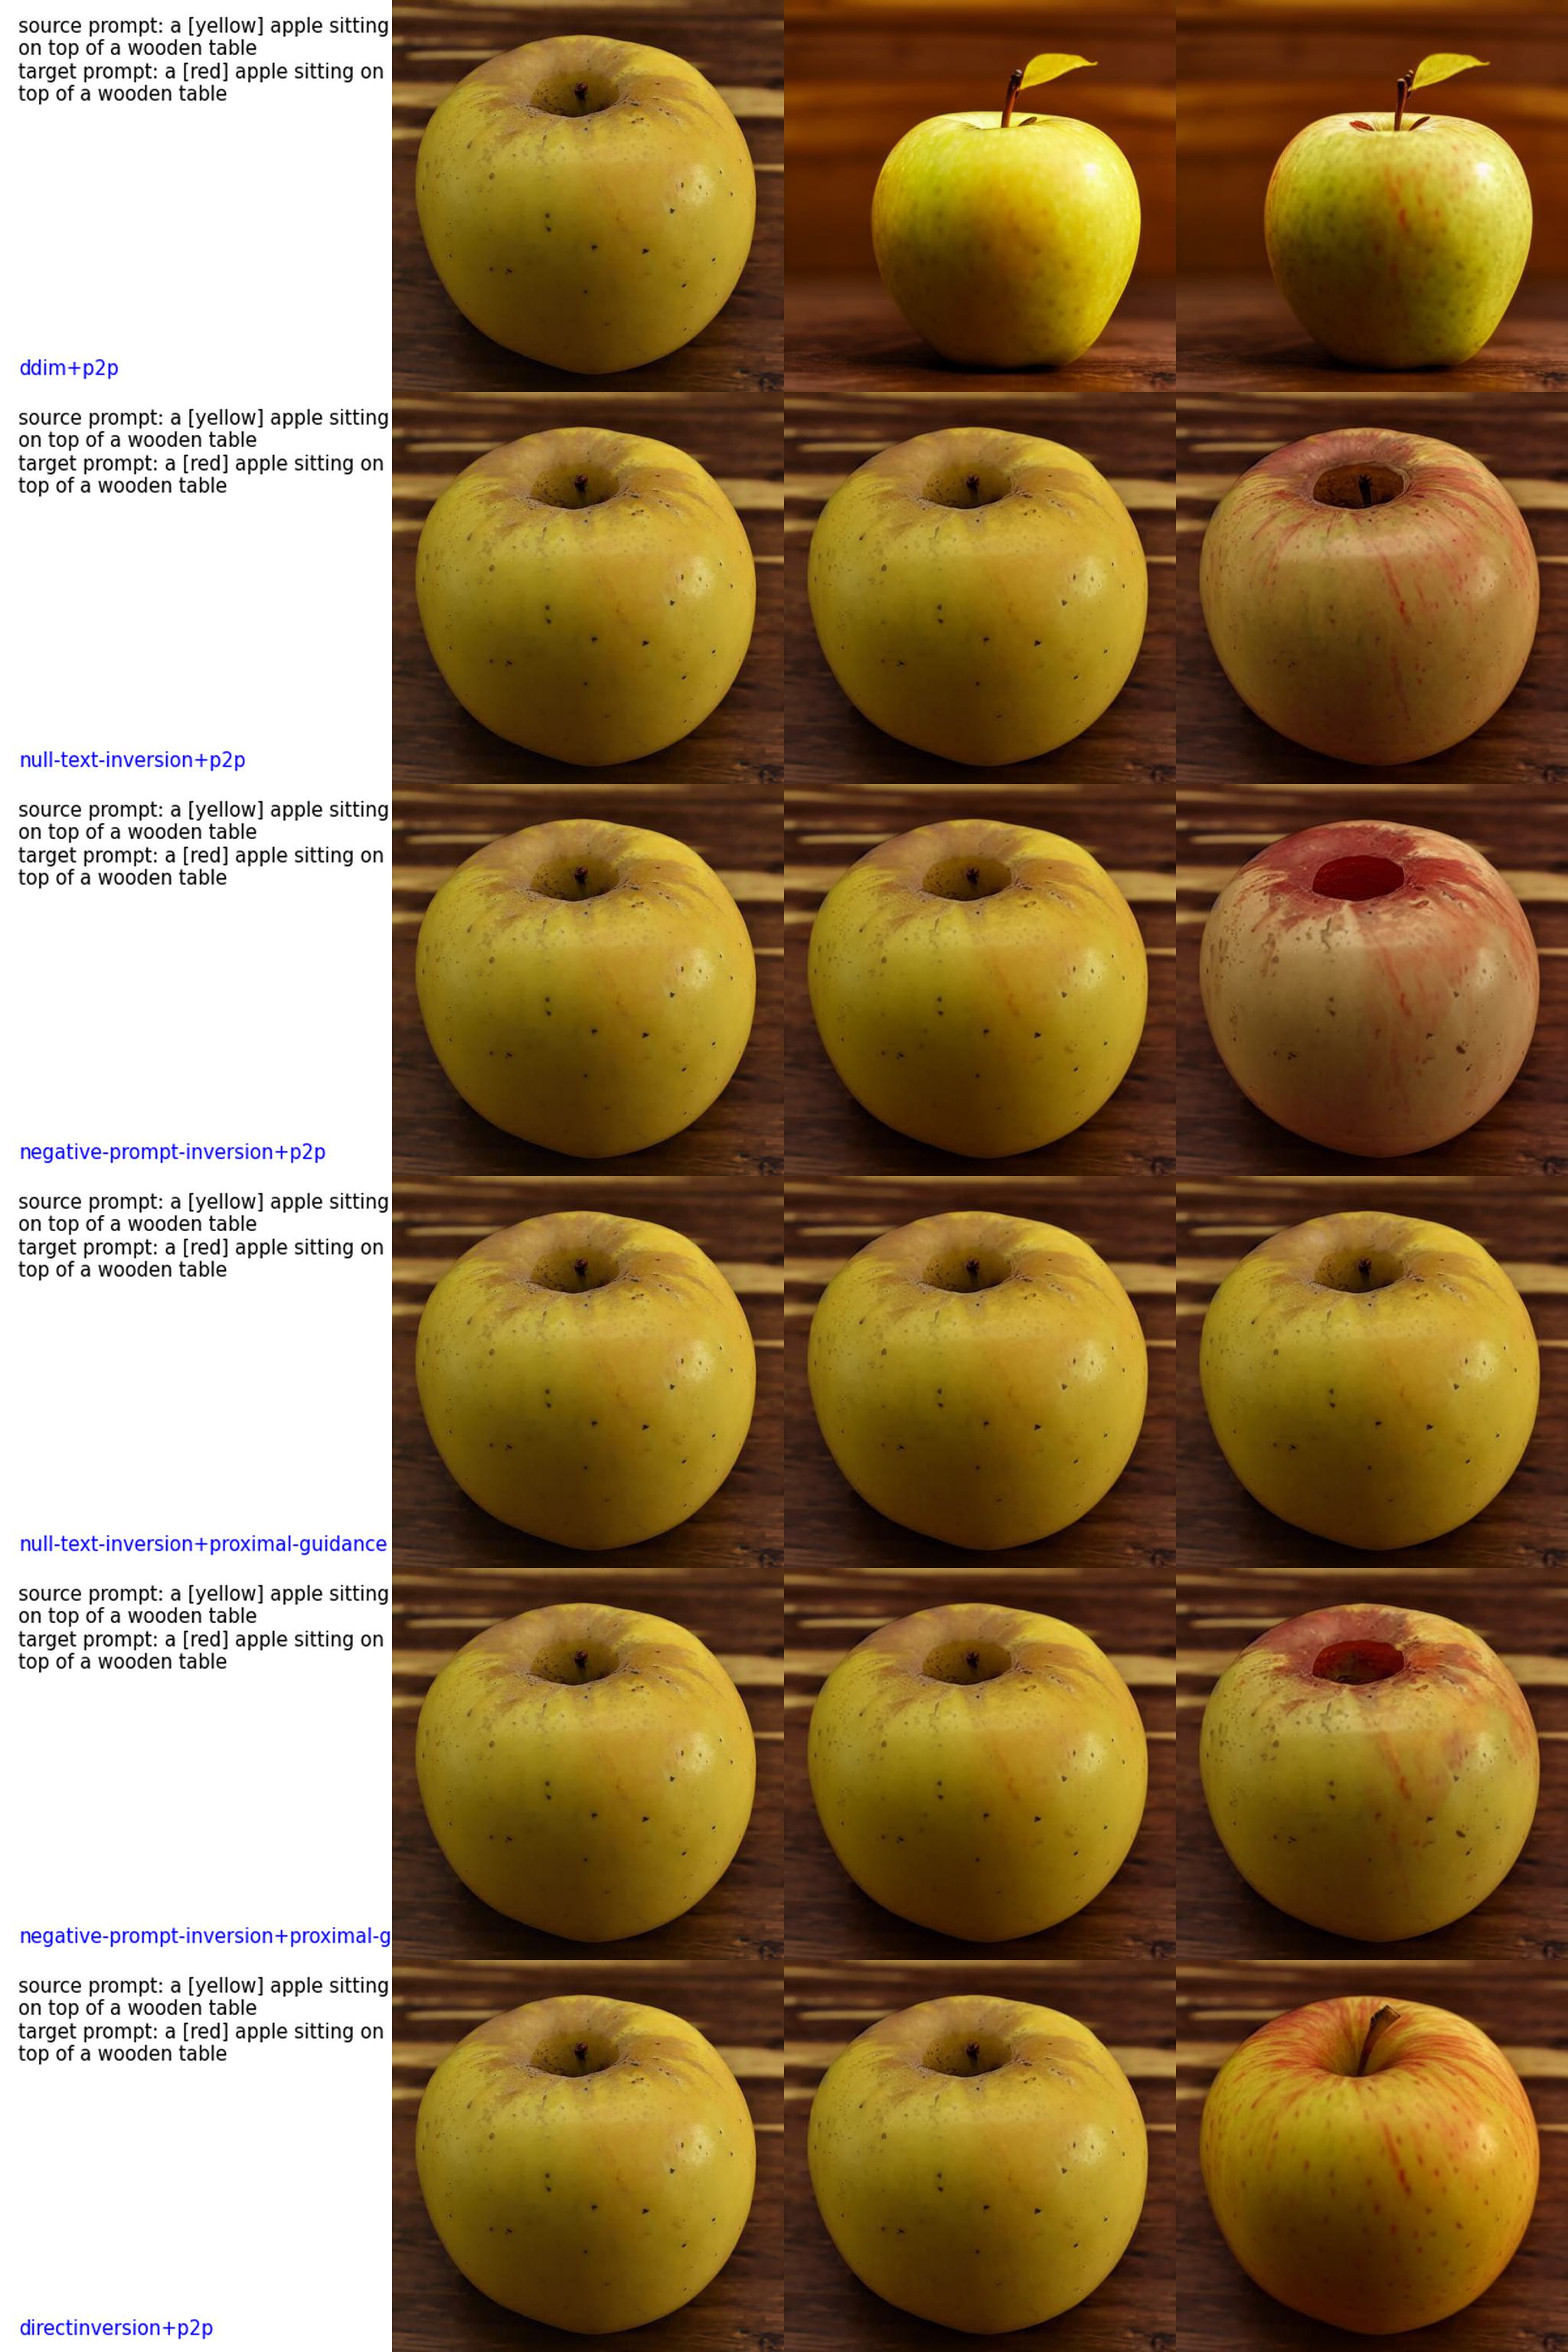 source prompt: a [yellow] apple sitting
on top of a wooden table
target prompt: a [red] apple sitting on
top of a wooden table
ddim+p2p
source prompt: a [yellow] apple sitting
on top of a wooden table
target prompt: a [red] apple sitting on
top of a wooden table
null-text-inversion+p2p
source prompt: a [yellow] apple sitting
on top of a wooden table
target prompt: a [red] apple sitting on
top of a wooden table
negative-prompt-inversion+p2p
source prompt: a [yellow] apple sitting
on top of a wooden table
target prompt: a [red] apple sitting on
top of a wooden table
null-text-inversion+proximal-guidance
source prompt: a [yellow] apple sitting
on top of a wooden table
target prompt: a [red] apple sitting on
top of a wooden table
negative-prompt-inversion+proximal-g
source prompt: a [yellow] apple sitting
on top of a wooden table
target prompt: a [red] apple sitting on
top of a wooden table
directinversion+p2p